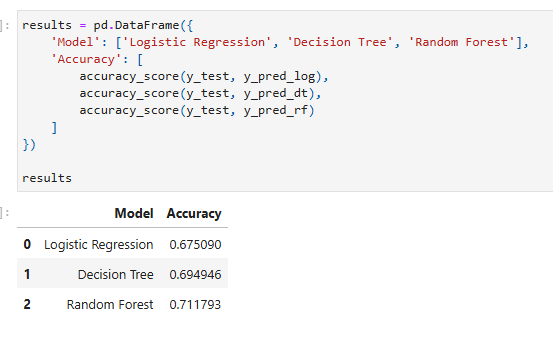 ]:
results = pd.DataFrame({
    'Model': ['Logistic Regression', 'Decision Tree', 'Random Forest'],
    'Accuracy': [
        accuracy_score(y_test, y_pred_log),
        accuracy_score(y_test, y_pred_dt),
        accuracy_score(y_test, y_pred_rf)
    ]
})
results
]:
Model Accuracy
0 Logistic Regression 0.675090
1 Decision Tree 0.694946
2 Random Forest 0.711793